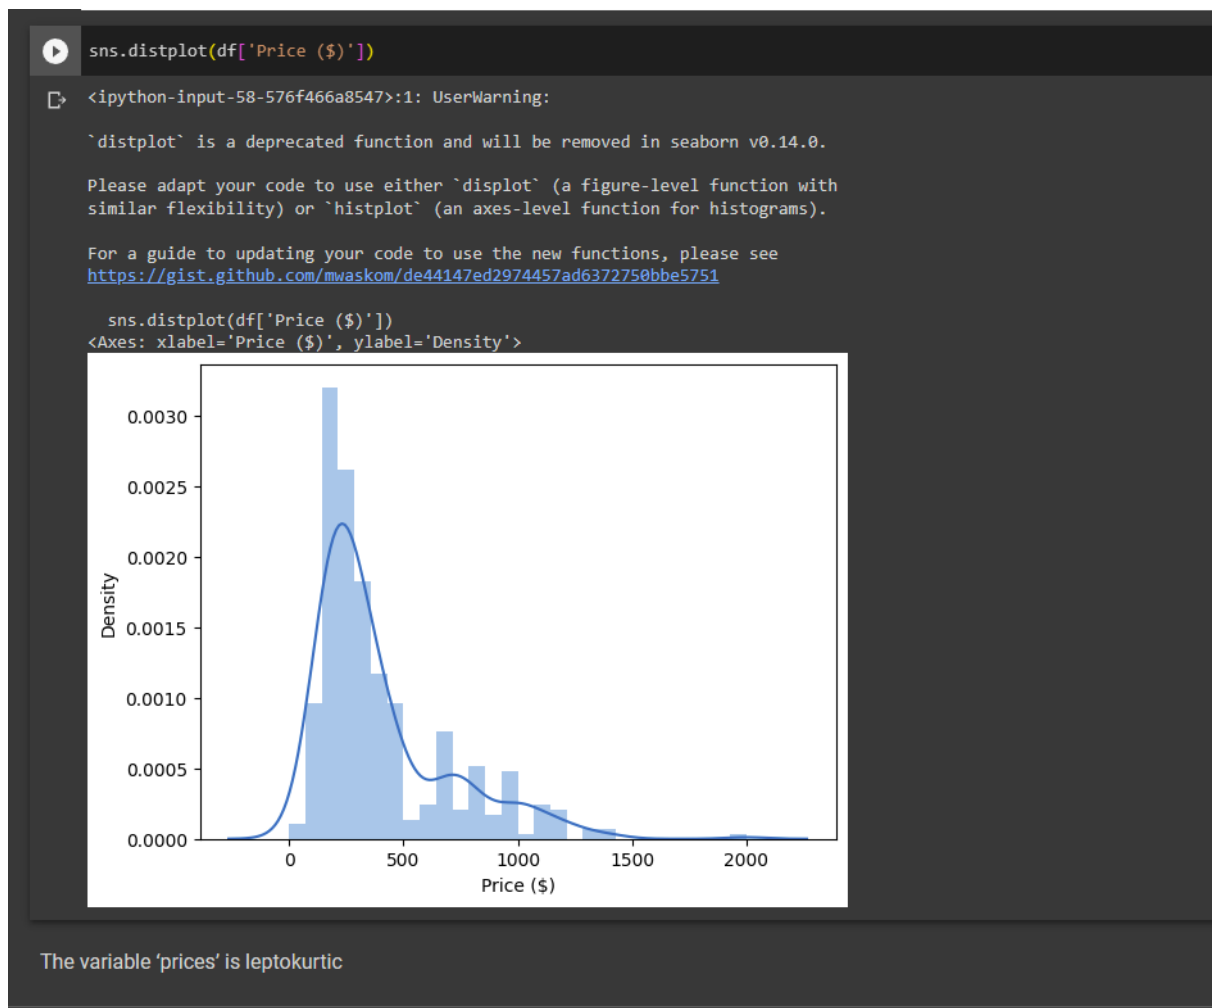 sns.distplot(df['Price ($)'])
<ipython-input-58-576f466a8547>:1: UserWarning:
`distplot` is a deprecated function and will be removed in seaborn v0.14.0.
Please adapt your code to use either `displot` (a figure-level function with
similar flexibility) or `histplot` (an axes-level function for histograms).
For a guide to updating your code to use the new functions, please see
https://gist.github.com/mwaskom/de44147ed2974457ad6372750bbe5751
sns.distplot(df['Price ($)'])
<Axes: xlabel='Price ($)', ylabel='Density'>
0.0030
0.0025
0.0020
0.0015
0.0010
0.0005
0.0000
Density
0 500 1000 1500 2000
Price ($)
The variable ‘prices’ is leptokurtic